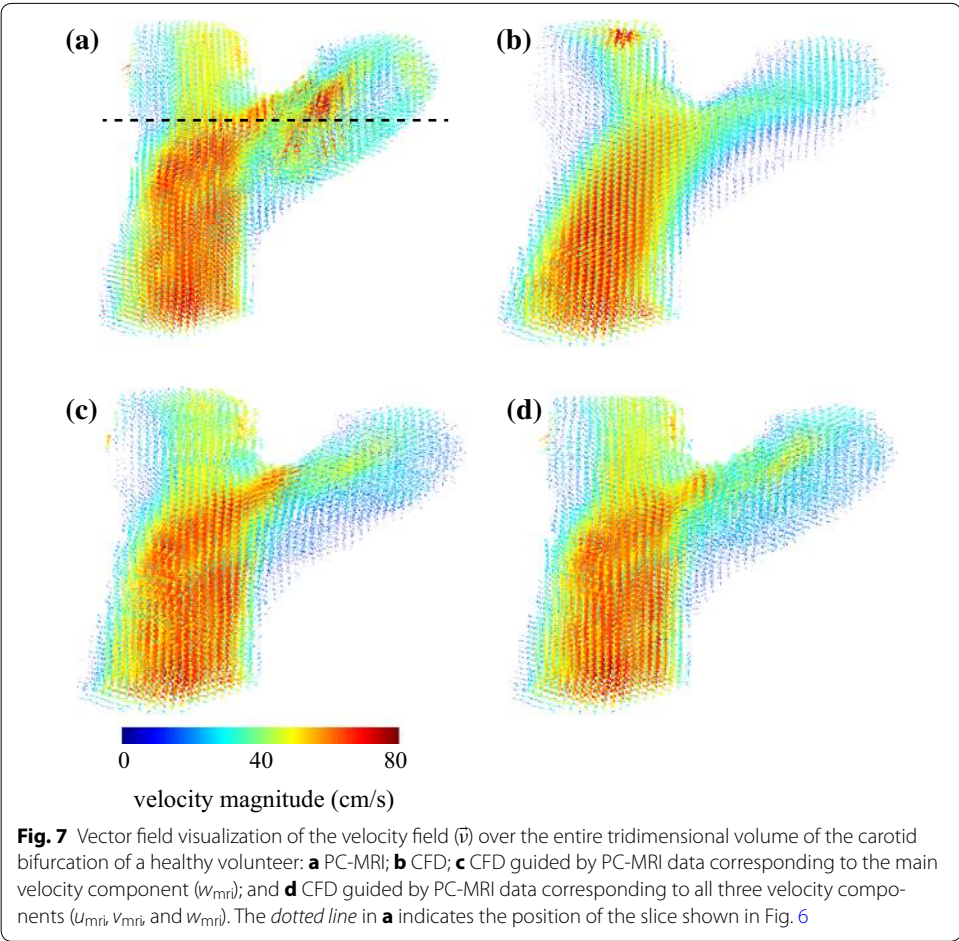 (a)
(b)
(c)
(d)
0 40 80
velocity magnitude (cm/s)
Fig. 7 Vector field visualization of the velocity field (v⃗) over the entire tridimensional volume of the carotid
bifurcation of a healthy volunteer: a PC-MRI; b CFD; c CFD guided by PC-MRI data corresponding to the main
velocity component (wmri); and d CFD guided by PC-MRI data corresponding to all three velocity compo-
nents (umri, vmri, and wmri). The dotted line in a indicates the position of the slice shown in Fig. 6